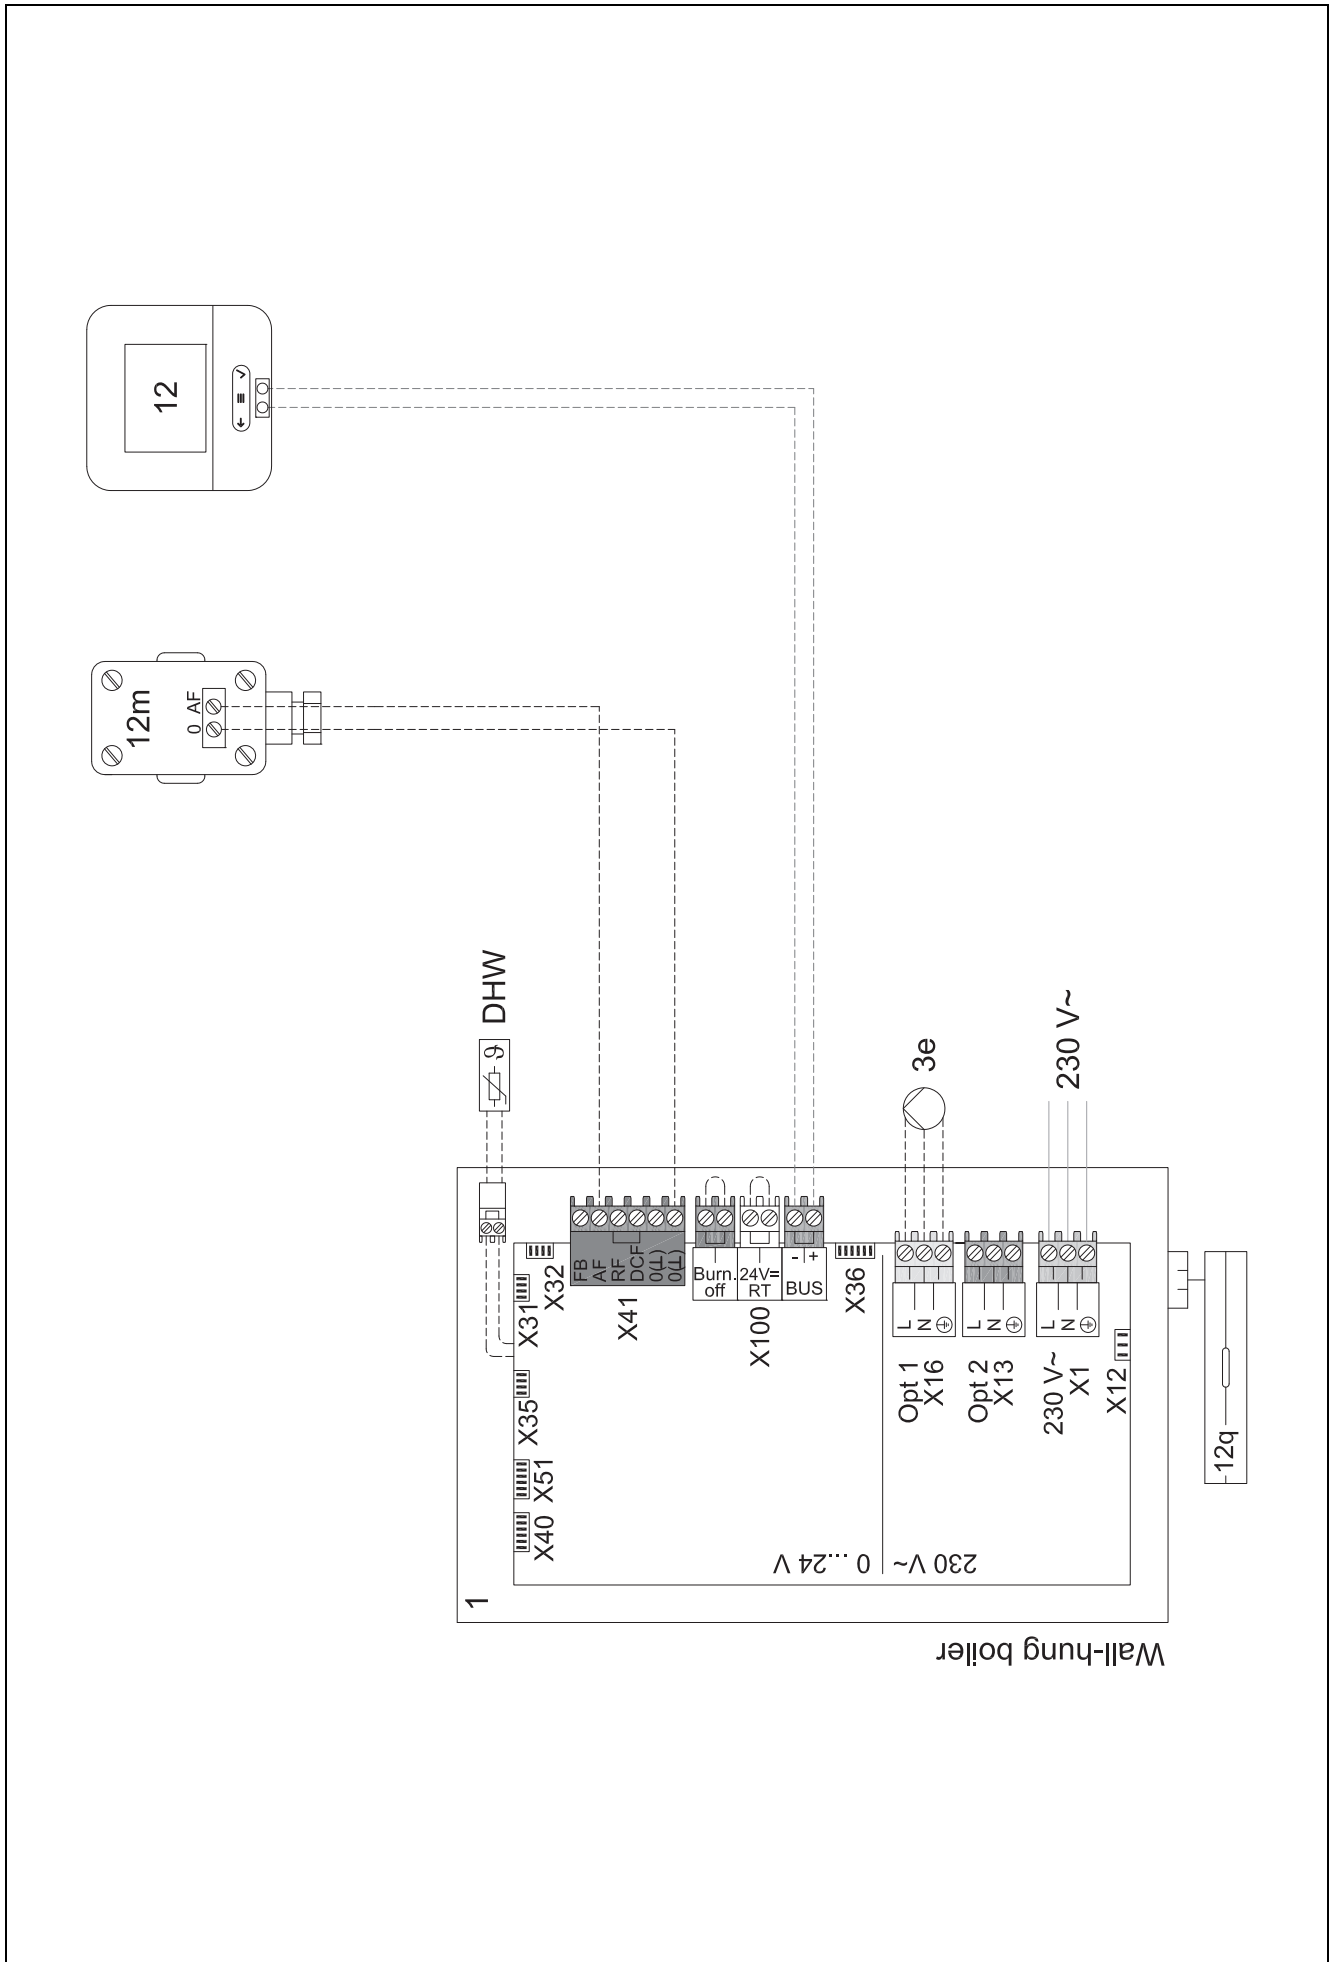 12
12m
0 AF
DHW
3e
230 V~
Wall-hung boiler
1
X40
X51
X35
X31
X32
FB
AF
RF
DCF
0(⊥)
0(⊥)
X41
Burn.
off
24V=
RT
X100
- +
BUS
X36
L
N
Opt 1
X16
L
N
Opt 2
X13
L
N
230 V~
X1
X12
0...24 V
230 V~
12q